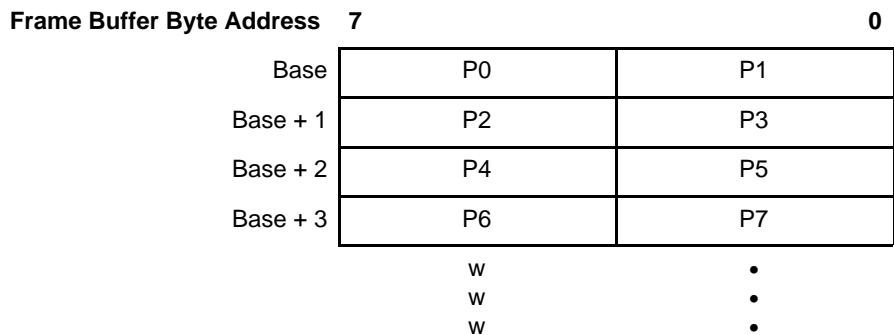 Frame Buffer Byte Address 7 0
Base P0 P1
Base + 1 P2 P3
Base + 2 P4 P5
Base + 3 P6 P7
w •
w •
w •